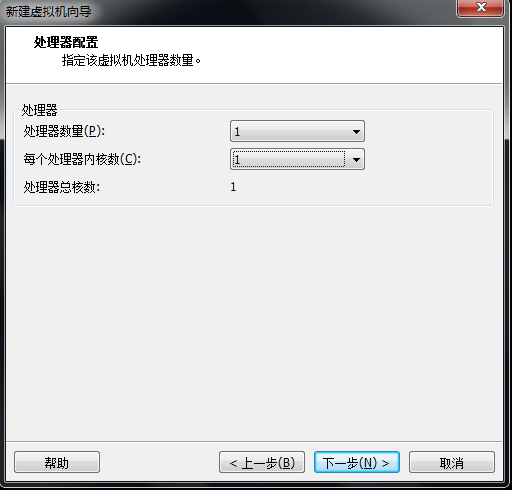 新建虚拟机向导
处理器配置
指定该虚拟机处理器数量。
处理器
处理器数量(P): 1
每个处理器内核数(C): 1
处理器总核数: 1
帮助 < 上一步(B) 下一步(N) > 取消